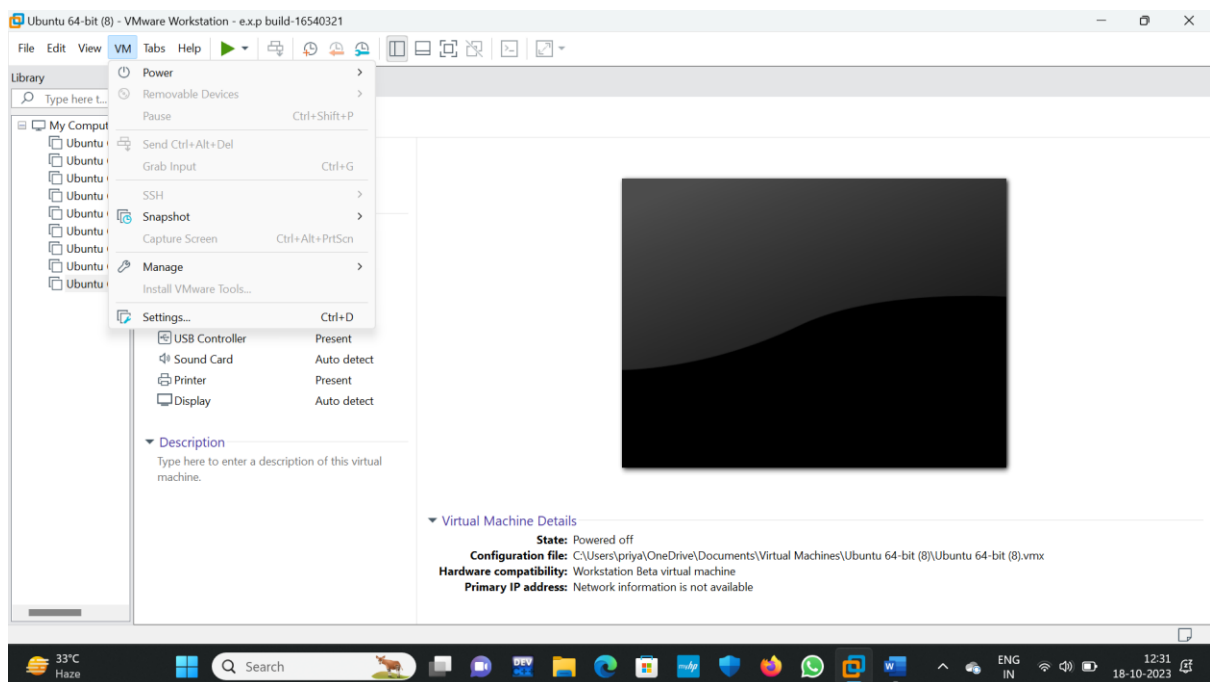 Ubuntu 64-bit (8) - VMware Workstation - e.x.p build-16540321
File Edit View VM Tabs Help
Library
Type here t...
My Comput
Ubuntu
Ubuntu
Ubuntu
Ubuntu
Ubuntu
Ubuntu
Ubuntu
Ubuntu
Ubuntu
Power
Removable Devices
Pause Ctrl+Shift+P
Send Ctrl+Alt+Del
Grab Input Ctrl+G
SSH
Snapshot
Capture Screen Ctrl+Alt+PrtScn
Manage
Install VMware Tools...
Settings... Ctrl+D
USB Controller Present
Sound Card Auto detect
Printer Present
Display Auto detect
Description
Type here to enter a description of this virtual
machine.
Virtual Machine Details
State: Powered off
Configuration file: C:\Users\priya\OneDrive\Documents\Virtual Machines\Ubuntu 64-bit (8)\Ubuntu 64-bit (8).vmx
Hardware compatibility: Workstation Beta virtual machine
Primary IP address: Network information is not available
33°C
Haze
Search
DEV
myhp
W
ENG
IN
12:31
18-10-2023